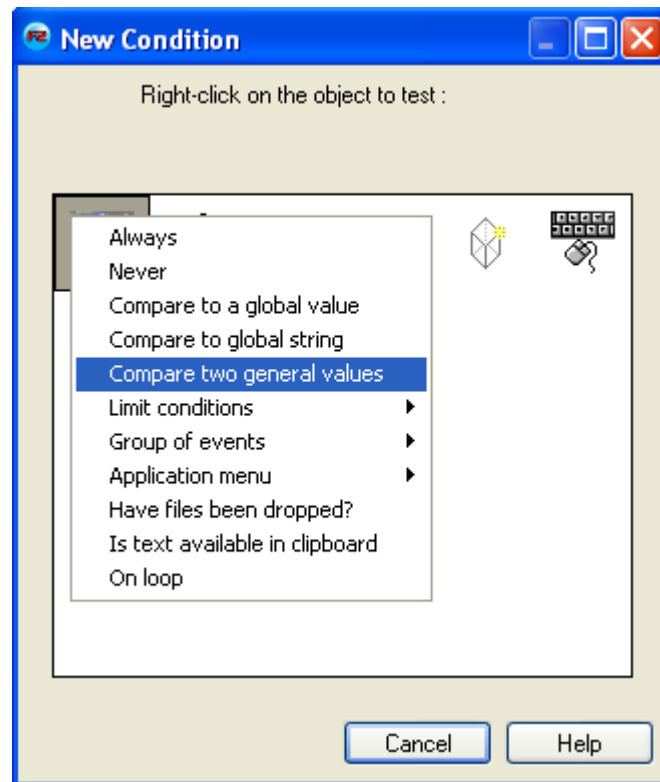 New Condition
Right-click on the object to test :
Always
Never
Compare to a global value
Compare to global string
Compare two general values
Limit conditions
Group of events
Application menu
Have files been dropped?
Is text available in clipboard
On loop
Cancel
Help